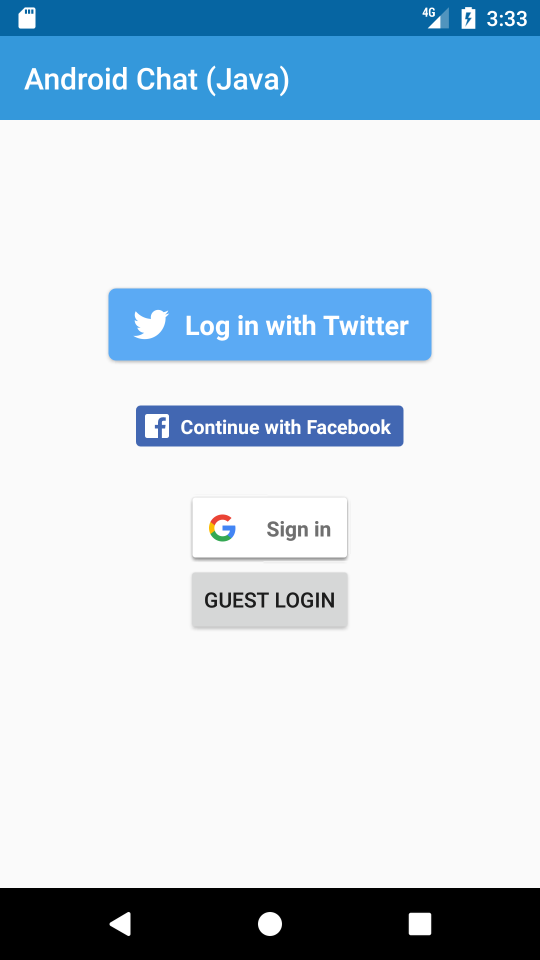 4G 3:33
Android Chat (Java)
Log in with Twitter
Continue with Facebook
Sign in
GUEST LOGIN